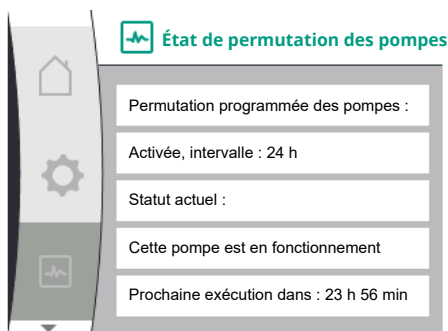 État de permutation des pompes
Permutation programmée des pompes :
Activée, intervalle : 24 h
Statut actuel :
Cette pompe est en fonctionnement
Prochaine exécution dans : 23 h 56 min